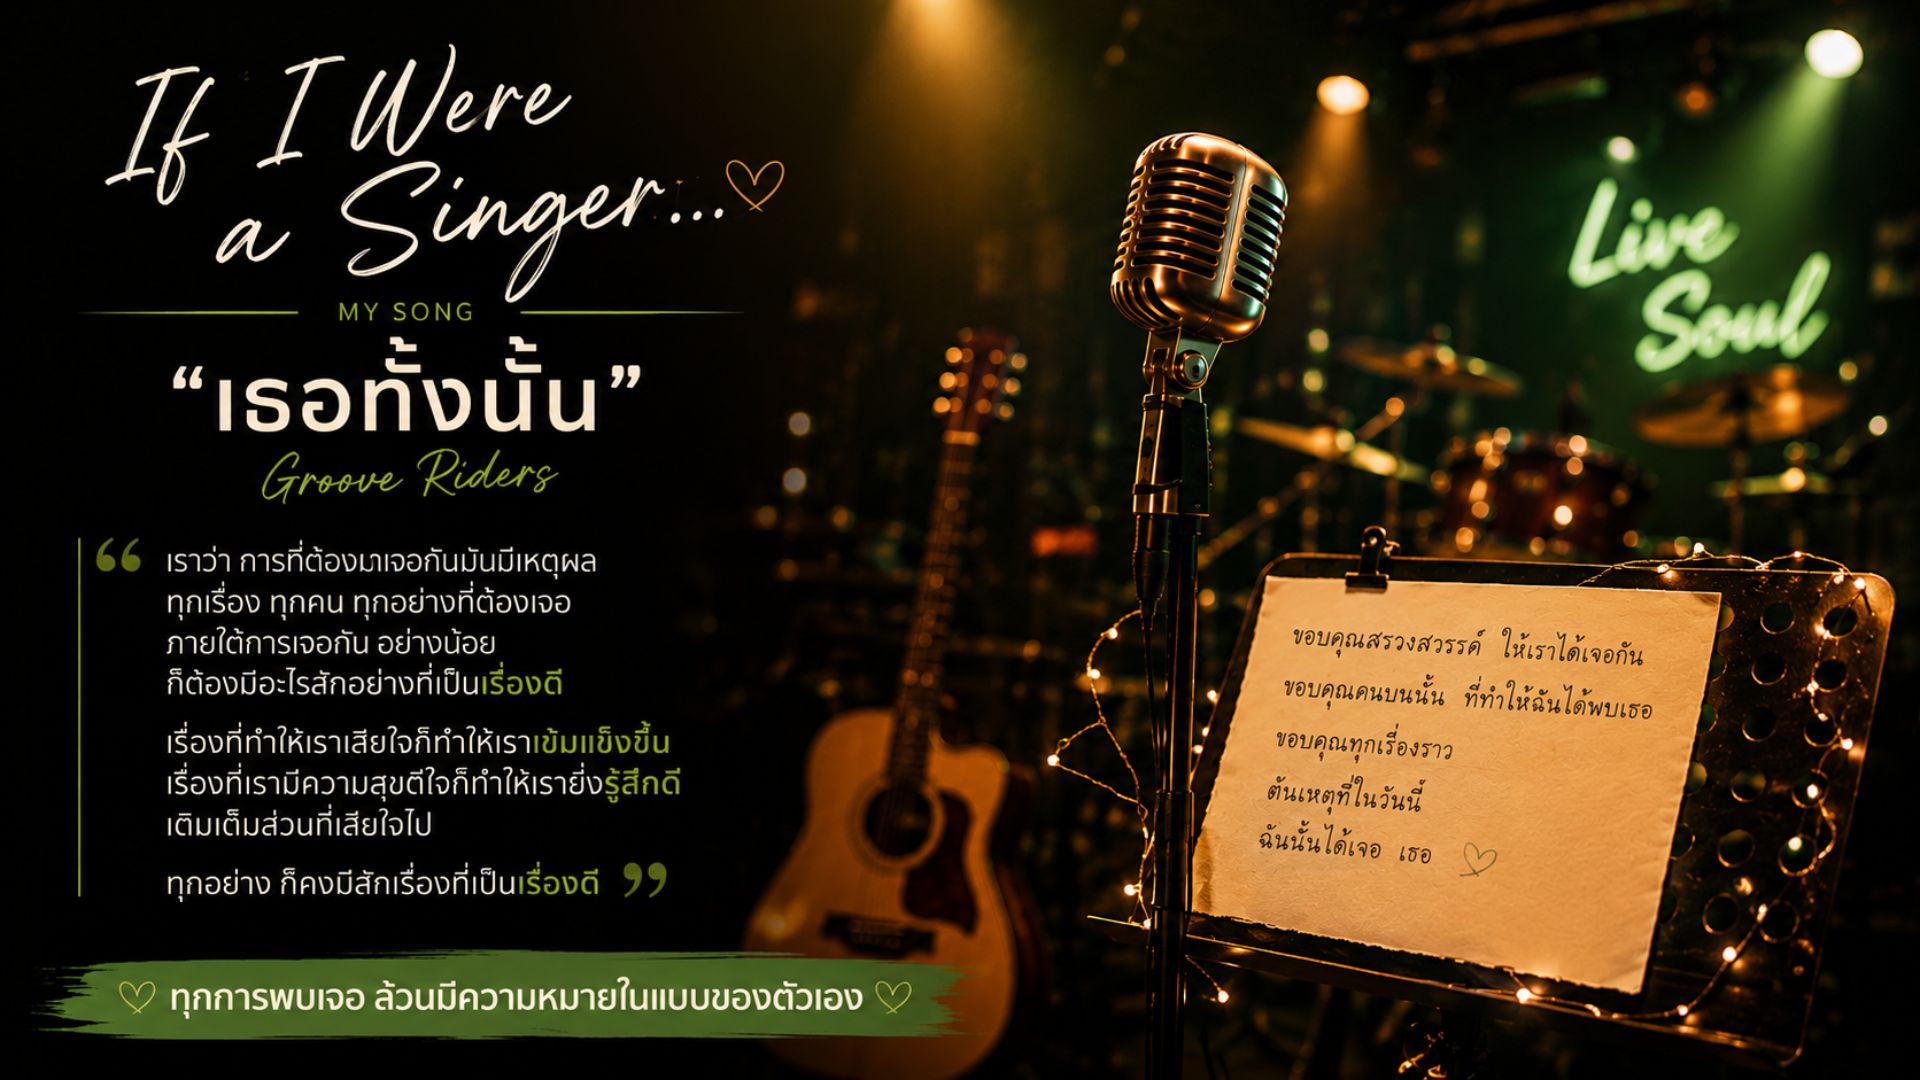 If I Were
a Singer...
MY SONG
“เธอทั้งนั้น”
Groove Riders
“ เราว่า การที่ต้องมาเจอกันมันมีเหตุผล
ทุกเรื่อง ทุกคน ทุกอย่างที่ต้องเจอ
ภายใต้การเจอกัน อย่างน้อย
ก็ต้องมีอะไรสักอย่างที่เป็นเรื่องดี
เรื่องที่ทำให้เราเสียใจก็ทำให้เราเข้มแข็งขึ้น
เรื่องที่เรามีความสุขดีใจก็ทำให้เรายิ่งรู้สึกดี
เติมเต็มส่วนที่เสียใจไป
ทุกอย่าง ก็คงมีสักเรื่องที่เป็นเรื่องดี ”
ทุกการพบเจอ ล้วนมีความหมายในแบบของตัวเอง
Live
Soul
ขอบคุณสรวงสวรรค์ ให้เราได้เจอกัน
ขอบคุณคนบนนั้น ที่ทำให้ฉันได้พบเธอ
ขอบคุณทุกเรื่องราว
ต้นเหตุที่ในวันนี้
ฉันนั้นได้เจอ เธอ